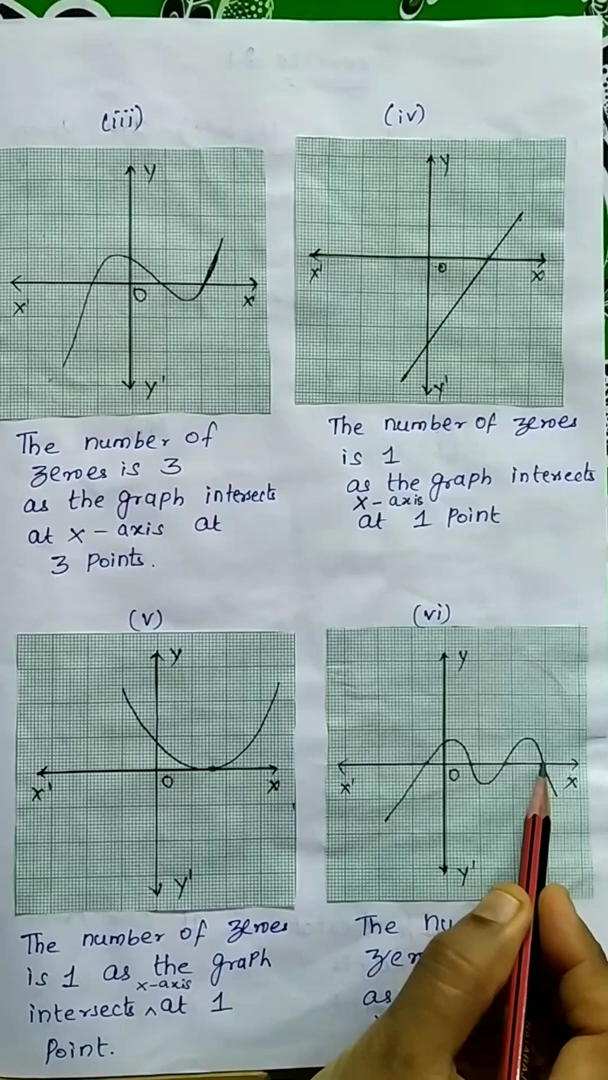 (iii)
Y
X'
O
X
Y'
The number of
zeroes is 3
as the graph intersects
at x - axis at
3 Points.
(iv)
Y
X'
O
X
Y'
The number of zeroes
is 1
as the graph intersects
x - axis
at 1 Point
(v)
Y
X'
O
X
Y'
The number of zeroes
is 1 as the graph
x-axis
intersects ^ at 1
Point.
(vi)
Y
X'
O
X
Y'
The
as